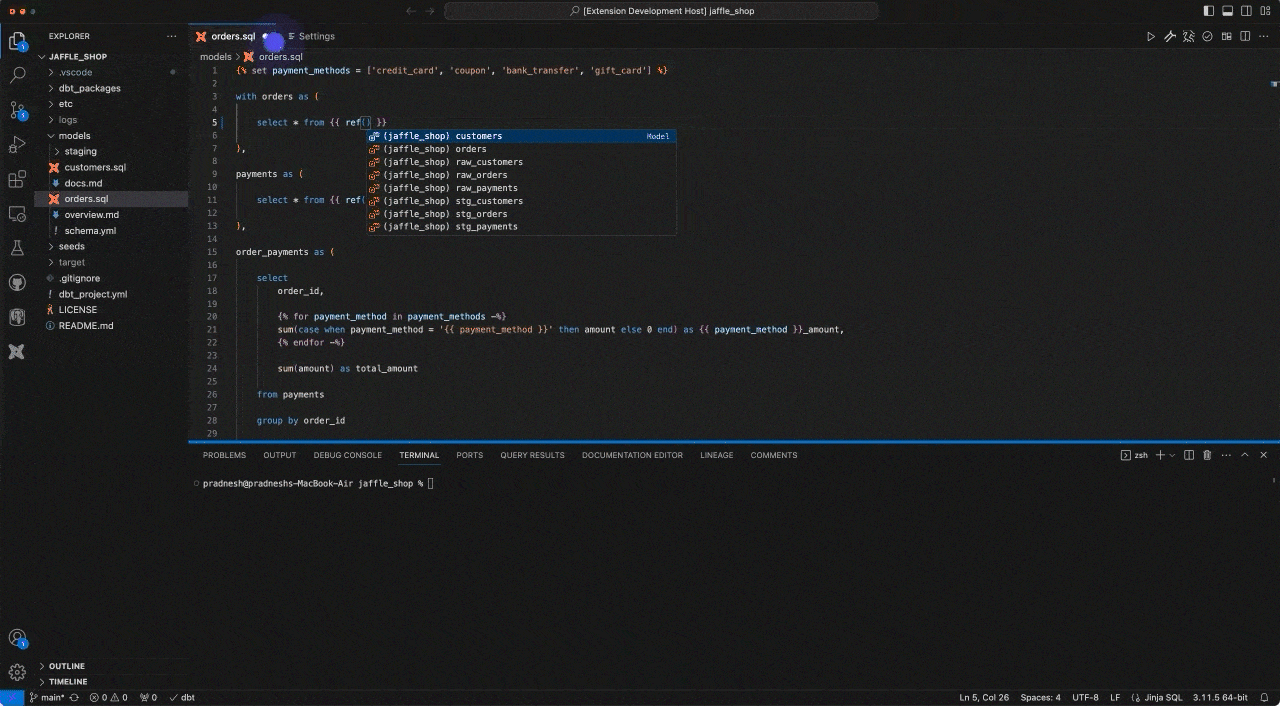 [Extension Development Host] jaffle_shop
EXPLORER
JAFFLE_SHOP
.vscode
dbt_packages
etc
logs
models
staging
customers.sql
docs.md
orders.sql
overview.md
schema.yml
seeds
target
.gitignore
dbt_project.yml
LICENSE
README.md
OUTLINE
TIMELINE
orders.sql
Settings
models > orders.sql
1 {% set payment_methods = ['credit_card', 'coupon', 'bank_transfer', 'gift_card'] %}
2
3 with orders as (
4
5 select * from {{ ref() }}
6
7 ),
8
9 payments as (
10
11 select * from {{ ref(
12
13 ),
14
15 order_payments as (
16
17 select
18 order_id,
19
20 {% for payment_method in payment_methods -%}
21 sum(case when payment_method = '{{ payment_method }}' then amount else 0 end) as {{ payment_method }}_amount,
22 {% endfor -%}
23
24 sum(amount) as total_amount
25
26 from payments
27
28 group by order_id
29
(jaffle_shop) customers Model
(jaffle_shop) orders
(jaffle_shop) raw_customers
(jaffle_shop) raw_orders
(jaffle_shop) raw_payments
(jaffle_shop) stg_customers
(jaffle_shop) stg_orders
(jaffle_shop) stg_payments
PROBLEMS OUTPUT DEBUG CONSOLE TERMINAL PORTS QUERY RESULTS DOCUMENTATION EDITOR LINEAGE COMMENTS
zsh
pradnesh@pradneshs-MacBook-Air jaffle_shop %
main* 0 0 0 dbt
Ln 5, Col 26 Spaces: 4 UTF-8 LF Jinja SQL 3.11.5 64-bit